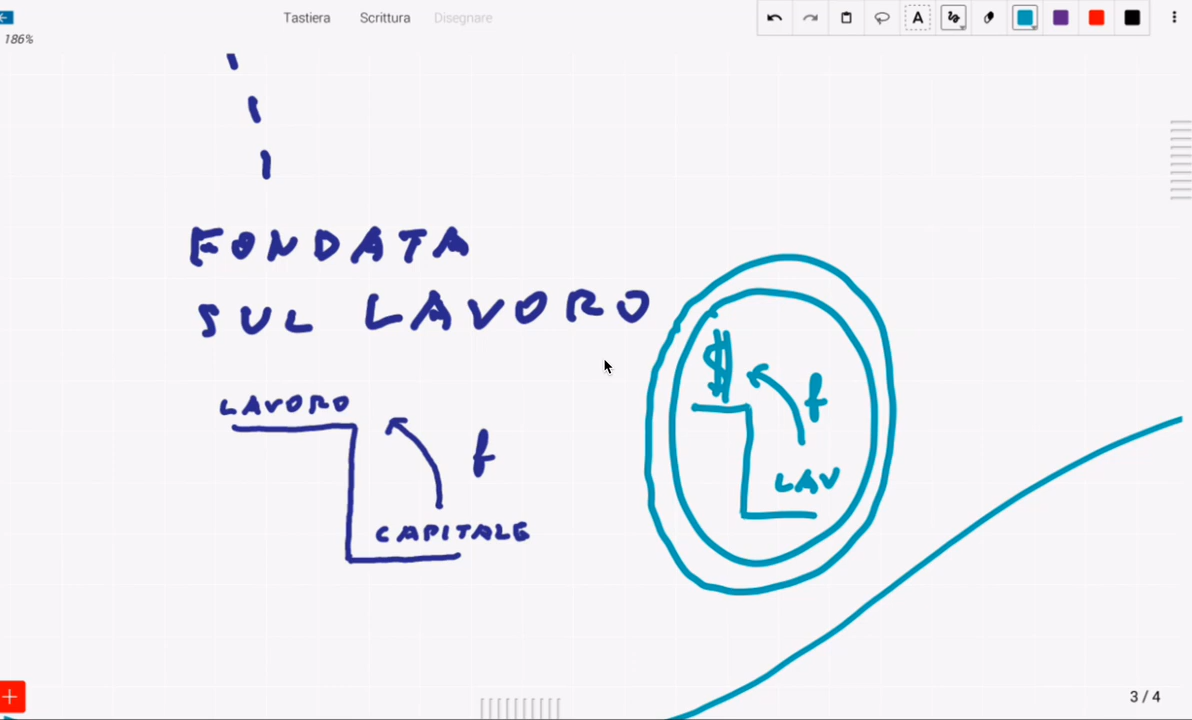 Tastiera Scrittura Disegnare
A
186%
FONDATA
SUL LAVORO
$
f
LAVORO
f
LAV
CAPITALE
3 / 4